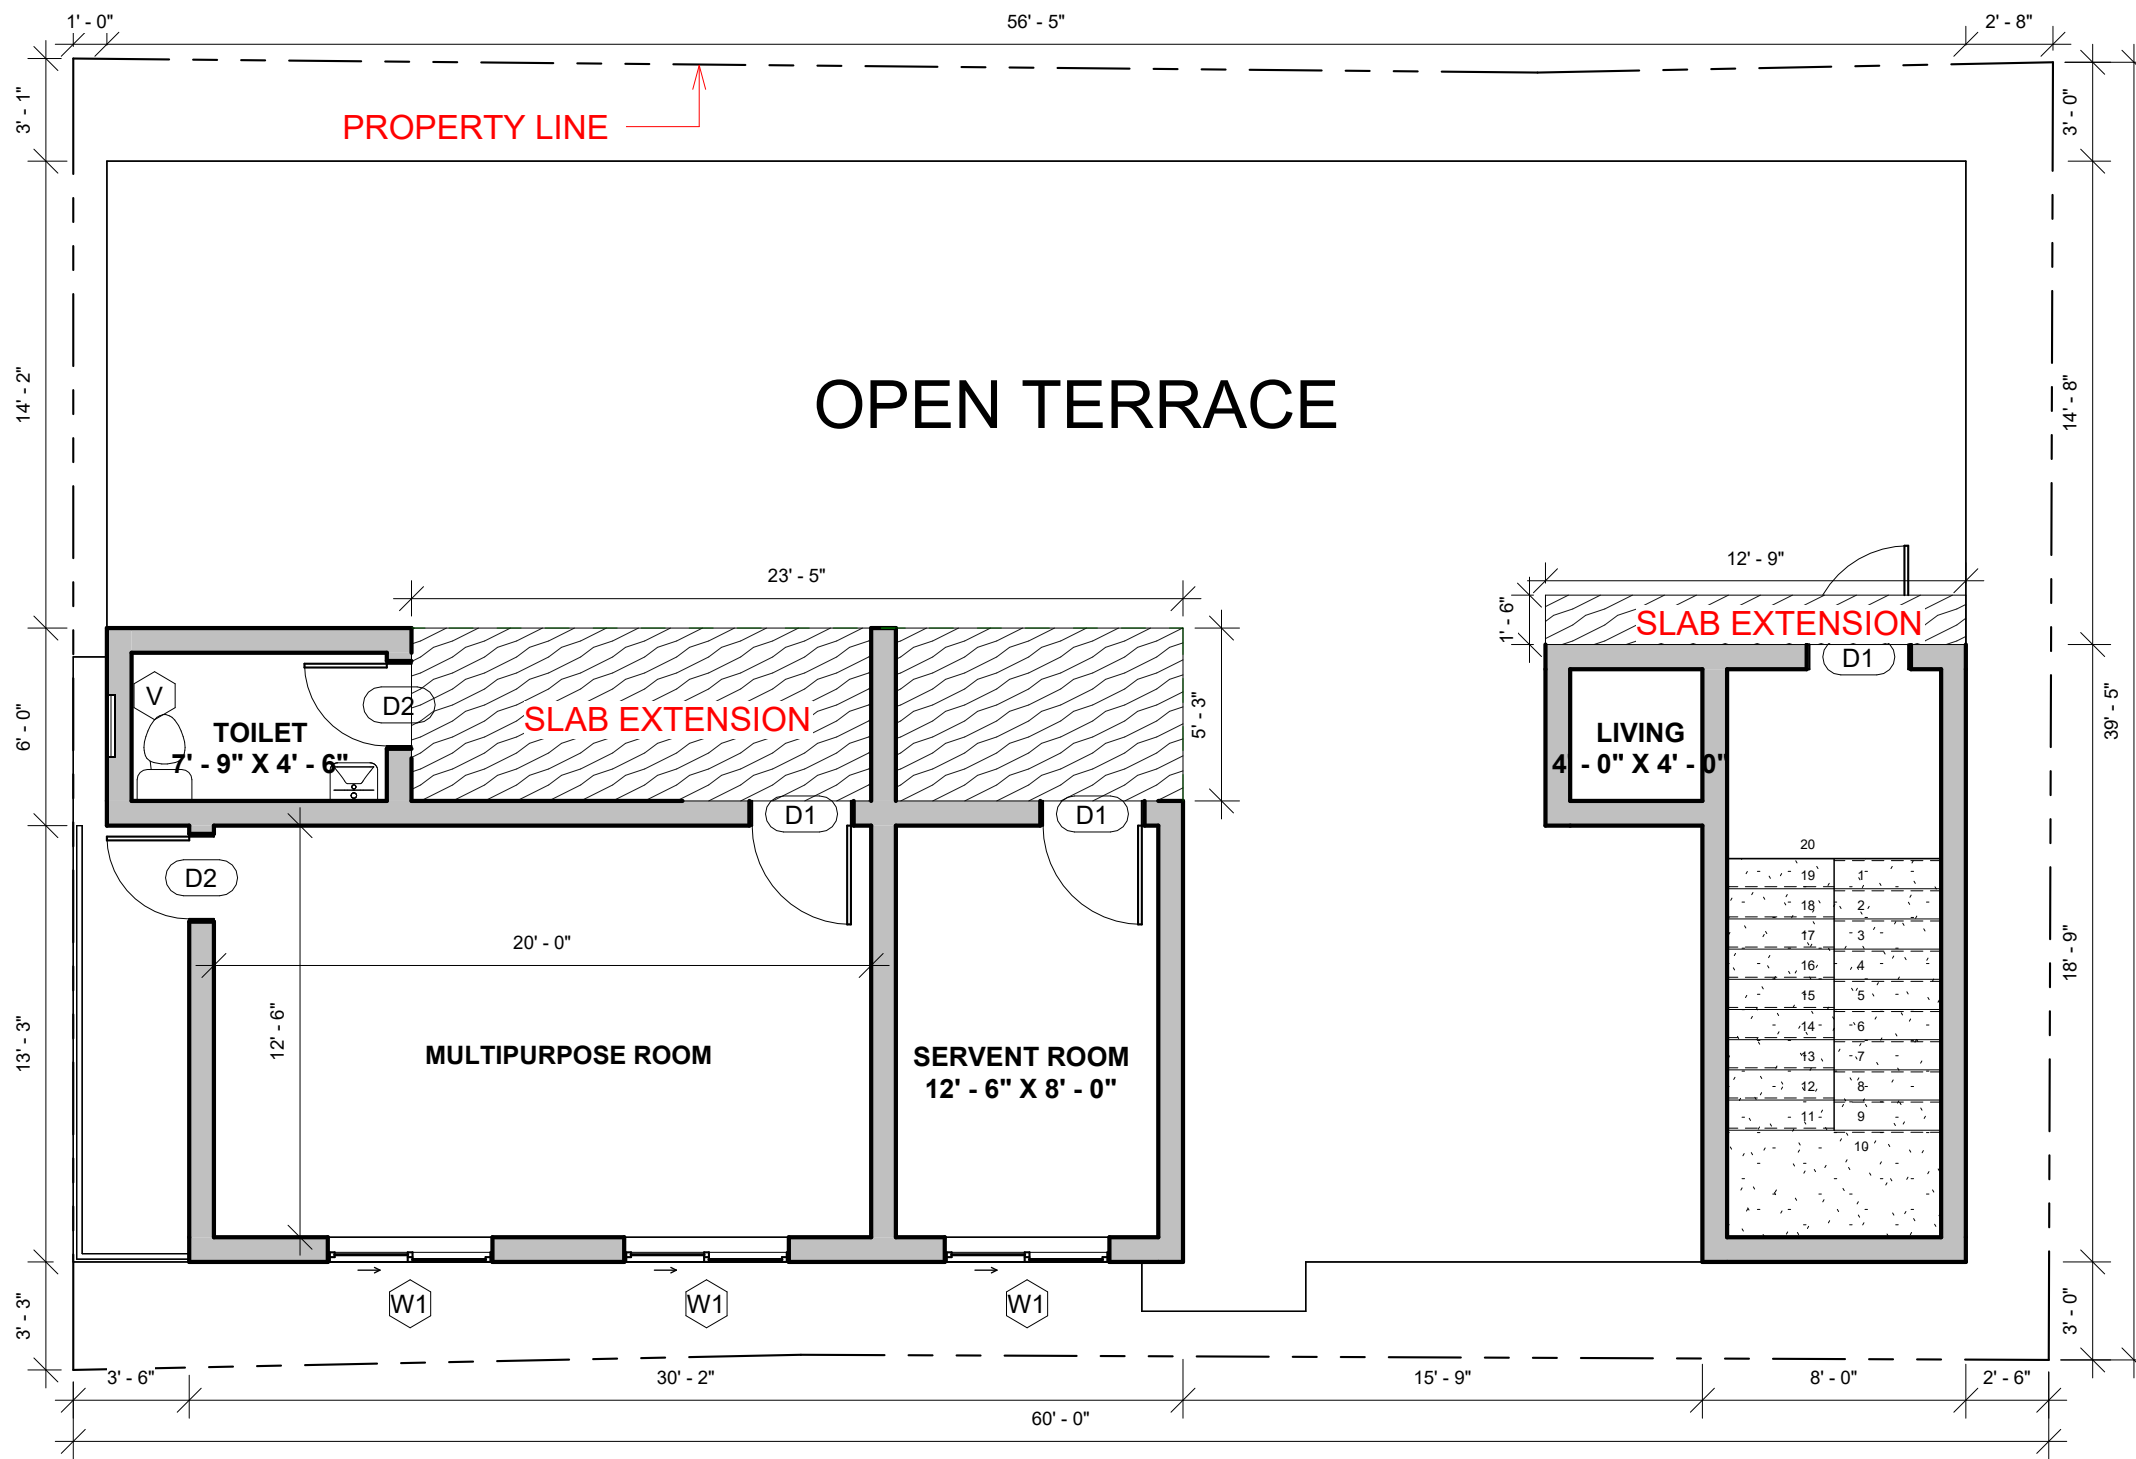 1' - 0"
56' - 5"
2' - 8"
3' - 1"
PROPERTY LINE
3' - 0"
14' - 2"
OPEN TERRACE
14' - 8"
23' - 5"
12' - 9"
1' - 6"
SLAB EXTENSION
D1
6' - 0"
V
TOILET
7' - 9" X 4' - 6"
D2
SLAB EXTENSION
5' - 3"
LIVING
4' - 0" X 4' - 0"
39' - 5"
D1
D1
D2
20
19 1
18 2
17 3
16 4
15 5
14 6
13 7
12 8
11 9
10
20' - 0"
18' - 9"
13' - 3"
12' - 6"
MULTIPURPOSE ROOM
SERVENT ROOM
12' - 6" X 8' - 0"
3' - 3"
W1
W1
W1
3' - 0"
3' - 6"
30' - 2"
15' - 9"
8' - 0"
2' - 6"
60' - 0"